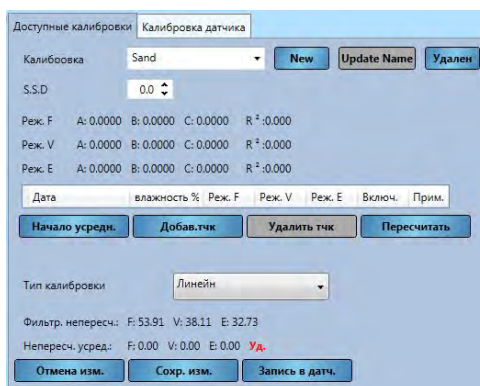 Доступные калибровки Калибровка датчика
Калибоовка Sand New Update Name Удален
S.S.D 0.0
Реж. F A: 0.0000 B: 0.0000 C: 0.0000 R ² :0.000
Реж. V A: 0.0000 B: 0.0000 C: 0.0000 R ² :0.000
Реж. E A: 0.0000 B: 0.0000 C: 0.0000 R ² :0.000
Дата влажность % Реж. F Реж. V Реж. E Включ. Прим.
Начало усредн. Добав.тчк Удалить тчк Пересчитать
Тип калибровки Линейн
Фильтр. непересч.: F: 53.91 V: 38.11 E: 32.73
Непересч. усред.: F: 0.00 V: 0.00 E: 0.00 Уд.
Отмена изм. Сохр. изм. Запись в датч.